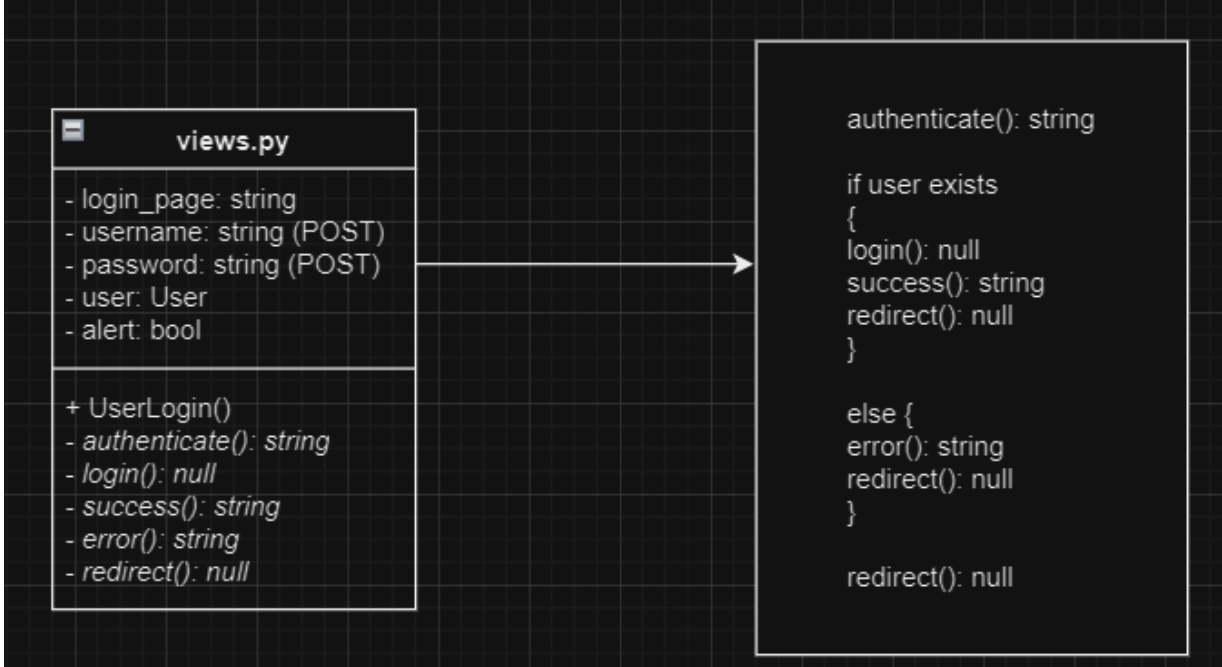 views.py
- login_page: string
- username: string (POST)
- password: string (POST)
- user: User
- alert: bool
+ UserLogin()
- authenticate(): string
- login(): null
- success(): string
- error(): string
- redirect(): null
authenticate(): string
if user exists
{
login(): null
success(): string
redirect(): null
}
else {
error(): string
redirect(): null
}
redirect(): null